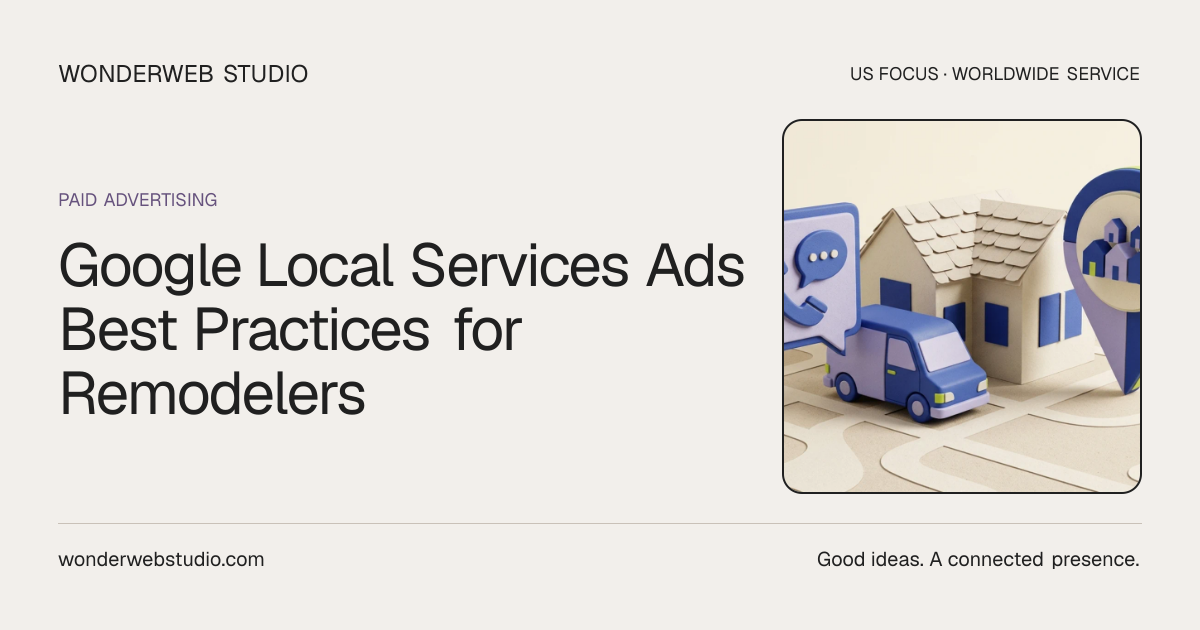 WONDERWEB STUDIO
US FOCUS · WORLDWIDE SERVICE
PAID ADVERTISING
Google Local Services Ads
Best Practices for
Remodelers
wonderwebstudio.com
Good ideas. A connected presence.